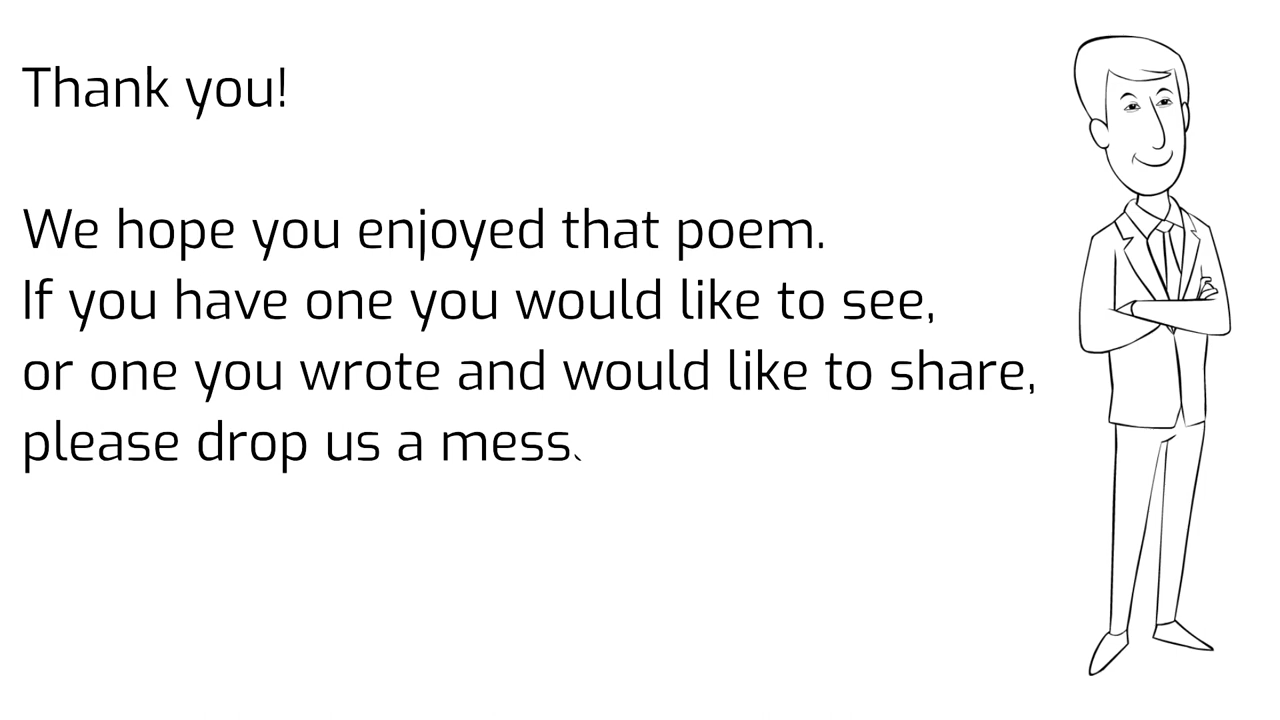 Thank you!
We hope you enjoyed that poem.
If you have one you would like to see,
or one you wrote and would like to share,
please drop us a mess